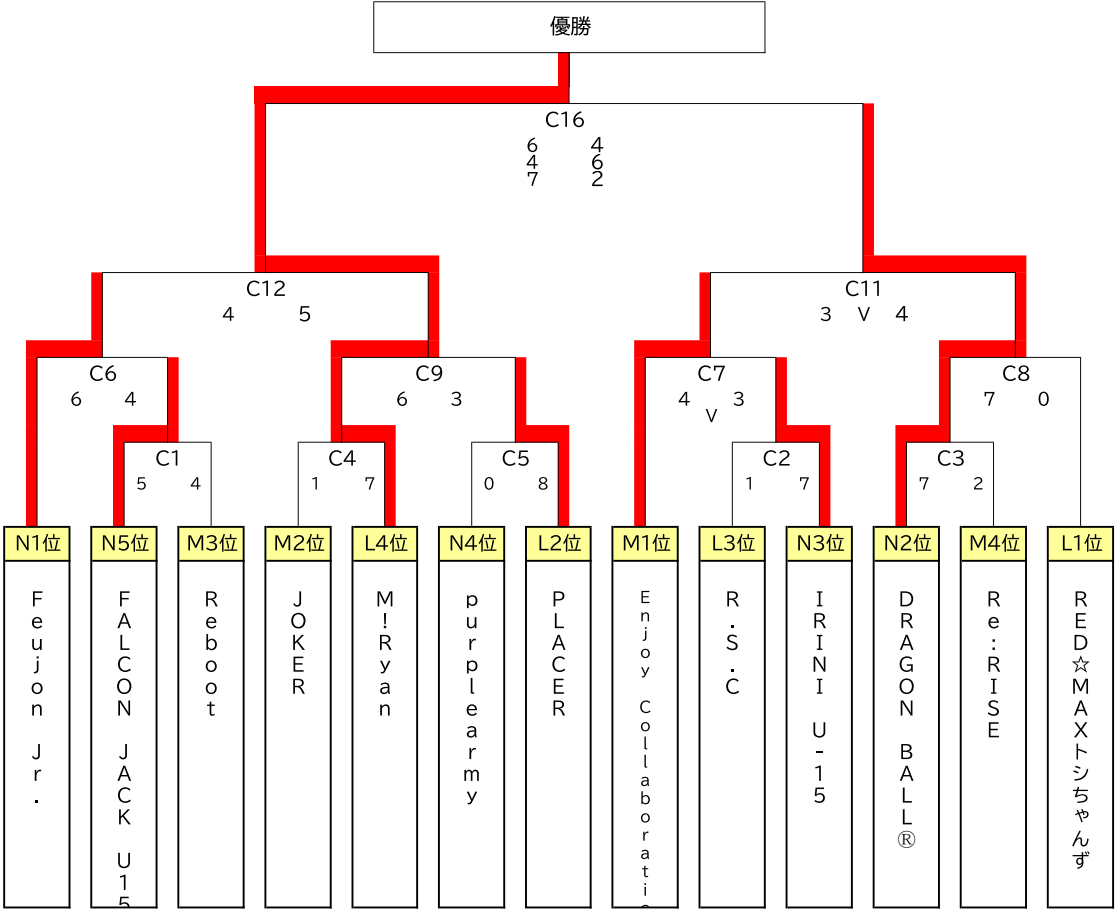 優勝
C16
6 4
4 6
7 2
C12
4 5
C11
3 V 4
C6
6 4
C9
6 3
C7
4 3
V
C8
7 0
C1
5 4
C4
1 7
C5
0 8
C2
1 7
C3
7 2
N1位
N5位
M3位
M2位
L4位
N4位
L2位
M1位
L3位
N3位
N2位
M4位
L1位
Feujon Jr.
FALCON JACK U15
Reboot
JOKER
M!Ryan
purplearmy
PLACER
Enjoy Collaboratio
R.S.C
IRINI U-15
DRAGON BALL®
Re:RISE
RED☆MAXトシちゃんず